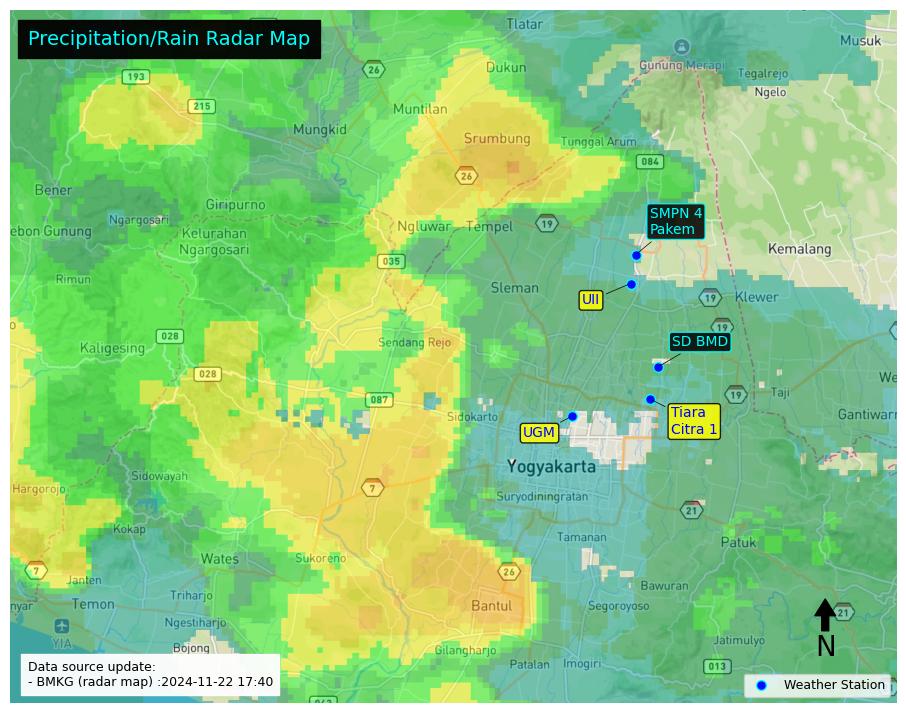 Precipitation/Rain Radar Map
Tlatar
Musuk
193
26
Dukun
Gunung Merapi
Tegalrejo
Ngelo
215
Muntilan
Mungkid
Srumbung
Tunggal Arum
084
26
Bener
Giripurno
SMPN 4
Pakem
Ngargosari
ebon Gunung
Kelurahan
Ngargosari
Ngluwar
Tempel
19
Kemalang
035
Rimun
Sleman
UII
19
Klewer
028
Kaligesing
Sendang Rejo
19
SD BMD
028
087
Sidokarto
19
Taji
We
Tiara
Citra 1
Gantiwarn
UGM
Yogyakarta
Sidowayah
Hargorojo
7
Suryodiningratan
21
Kokap
Tamanan
Patuk
Wates
Sukoreno
7
Janten
26
Bawuran
Temon
Triharjo
Bantul
Segoroyoso
nyar
21
YIA
Ngestiharjo
N
Bojong
Gilangharjo
Jatimulyo
Patalan
Imogiri
013
Data source update:
- BMKG (radar map) :2024-11-22 17:40
Weather Station